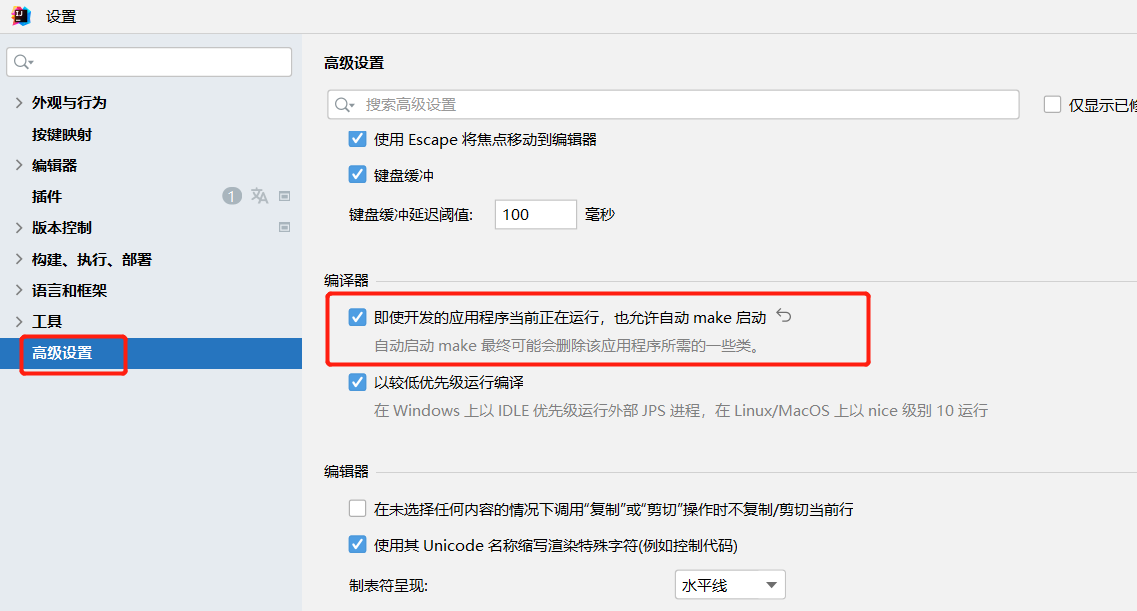 设置
外观与行为
按键映射
编辑器
插件 1
版本控制
构建、执行、部署
语言和框架
工具
高级设置
高级设置
搜索高级设置
仅显示已
使用 Escape 将焦点移动到编辑器
键盘缓冲
键盘缓冲延迟阈值: 100 毫秒
编译器
即使开发的应用程序当前正在运行，也允许自动 make 启动
自动启动 make 最终可能会删除该应用程序所需的一些类。
以较低优先级运行编译
在 Windows 上以 IDLE 优先级运行外部 JPS 进程，在 Linux/MacOS 上以 nice 级别 10 运行
编辑器
在未选择任何内容的情况下调用“复制”或“剪切”操作时不复制/剪切当前行
使用其 Unicode 名称缩写渲染特殊字符(例如控制代码)
制表符呈现: 水平线